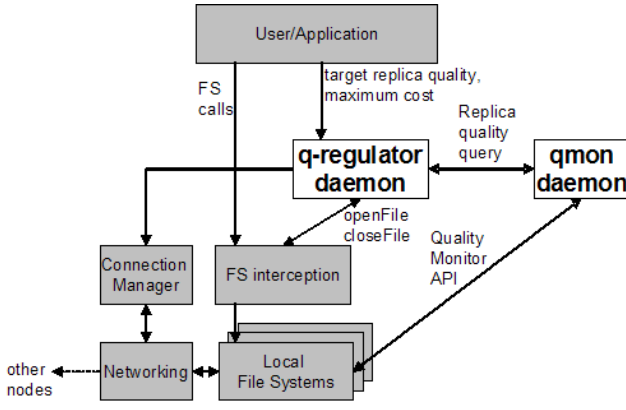 User/Application
FS
calls
target replica quality,
maximum cost
Replica
quality
query
q-regulator
daemon
qmon
daemon
openFile
closeFile
Quality
Monitor
API
Connection
Manager
FS interception
other
nodes
Networking
Local
File Systems